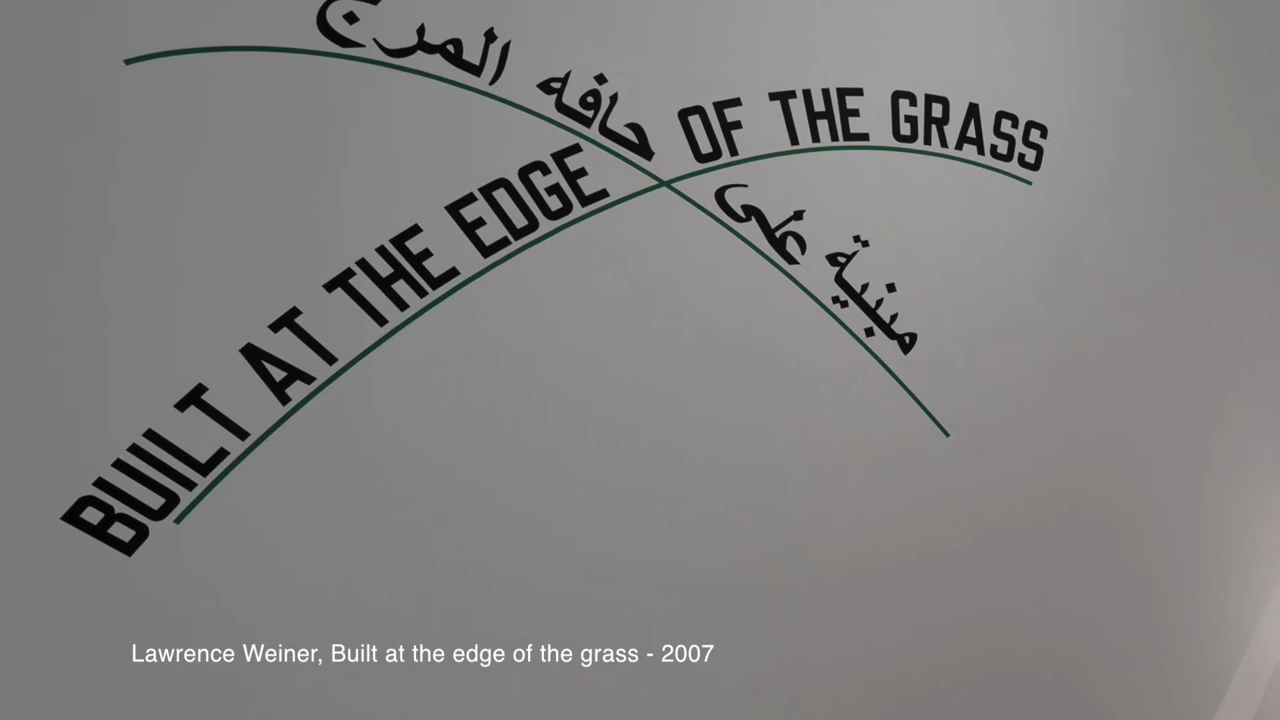 BUILT AT THE EDGE OF THE GRASS
مبنية على حافه المرج
Lawrence Weiner, Built at the edge of the grass - 2007